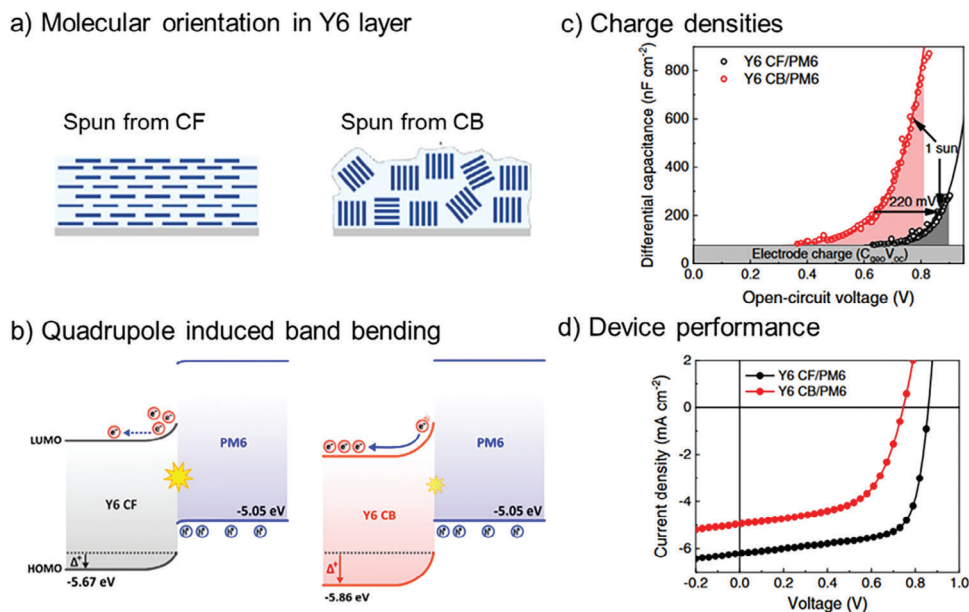 a) Molecular orientation in Y6 layer
Spun from CF
Spun from CB
b) Quadrupole induced band bending
LUMO
e⁻
e⁻
e⁻
e⁻
PM6
Y6 CF
-5.05 eV
h⁺
h⁺
h⁺
h⁺
Δ⁺
HOMO
-5.67 eV
e⁻
e⁻
e⁻
e⁻
PM6
Y6 CB
-5.05 eV
h⁺
h⁺
h⁺
h⁺
Δ⁺
-5.86 eV
c) Charge densities
Y6 CF/PM6
Y6 CB/PM6
1 sun
220 mV
Electrode charge (CgeoVoc)
Differential capacitance (nF cm⁻²)
800
600
400
200
0
0.0 0.2 0.4 0.6 0.8
Open-circuit voltage (V)
d) Device performance
Y6 CF/PM6
Y6 CB/PM6
Current density (mA cm⁻²)
2
0
-2
-4
-6
-0.2 0.0 0.2 0.4 0.6 0.8 1.0
Voltage (V)